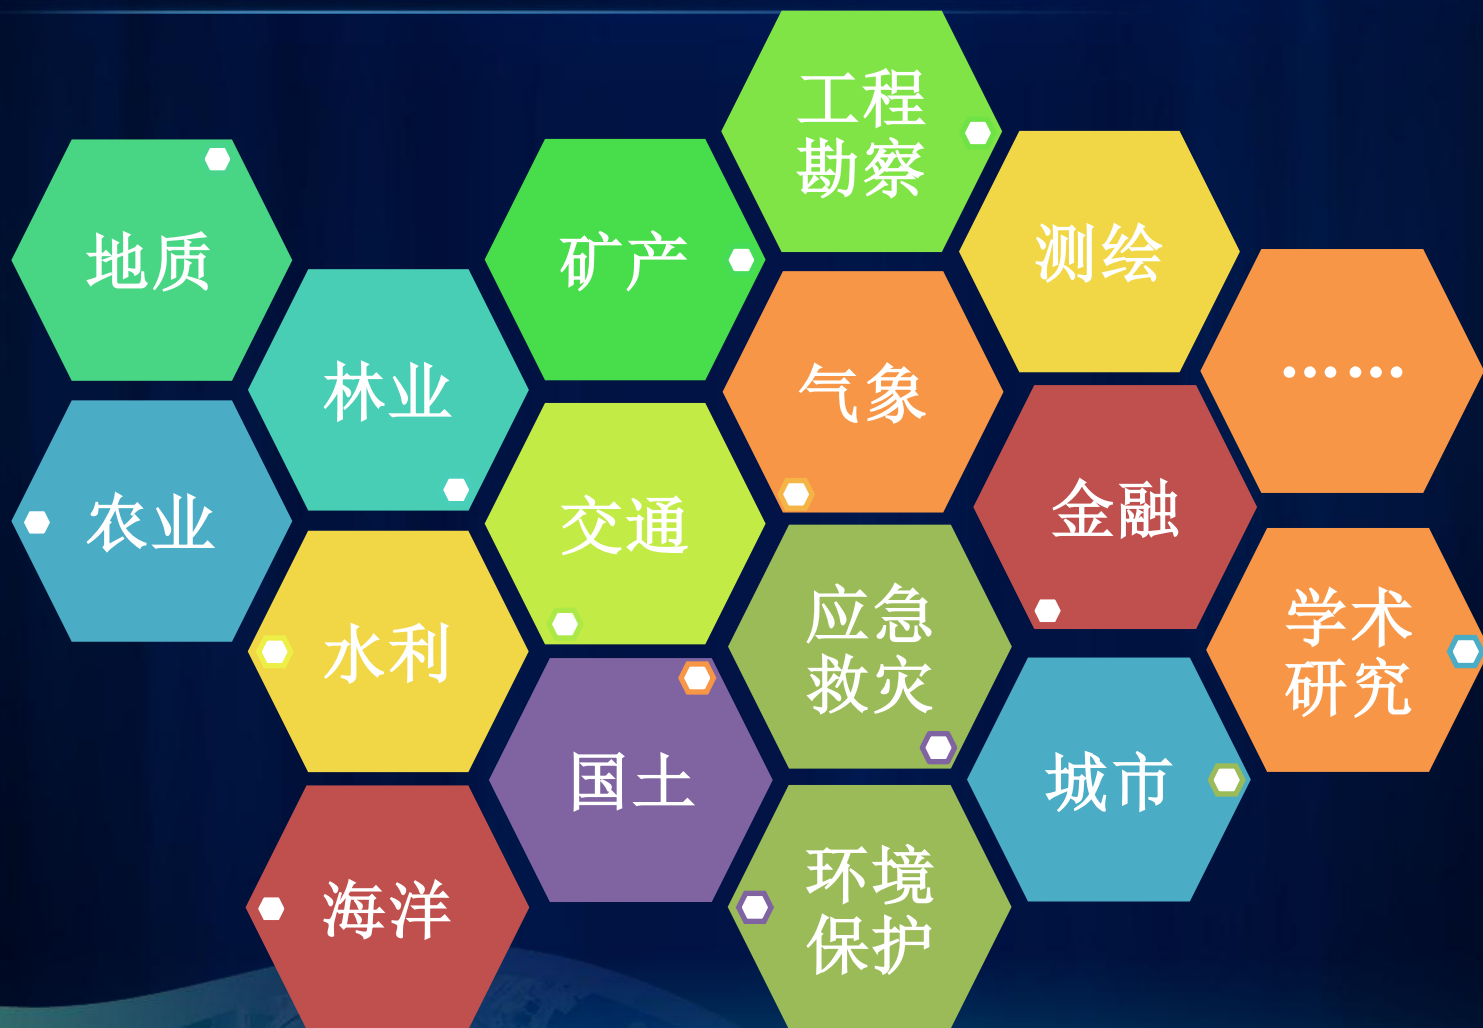 工程
勘察
地质
矿产
测绘
林业
气象
……
农业
交通
金融
水利
应急
救灾
学术
研究
国土
城市
海洋
环境
保护